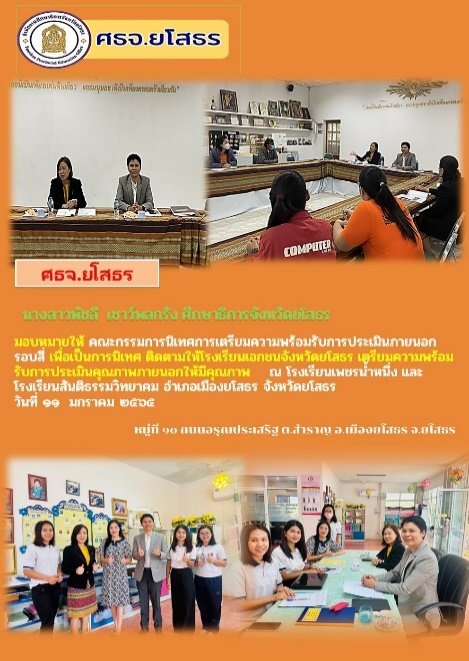 ศธจ.ยโสธร
COMPUTER
ศธจ.ยโสธร
นางสาวพัชลี เชาว์พลกรัง ศึกษาธิการจังหวัดยโสธร
มอบหมายให้ คณะกรรมการนิเทศการเตรียมความพร้อมรับการประเมินภายนอก
รอบสี่ เพื่อเป็นการนิเทศ ติดตามให้โรงเรียนเอกชนจังหวัดยโสธร เตรียมความพร้อม
รับการประเมินคุณภาพภายนอกให้มีคุณภาพ ณ โรงเรียนเพชรน้ำหนึ่ง และ
โรงเรียนสันติธรรมวิทยาคม อำเภอเมืองยโสธร จังหวัดยโสธร
วันที่ ๑๑ มกราคม ๒๕๖๕
หมู่ที่ ๑๐ ถนนอรุณประเสริฐ ต.สำราญ อ.เมืองยโสธร จ.ยโสธร